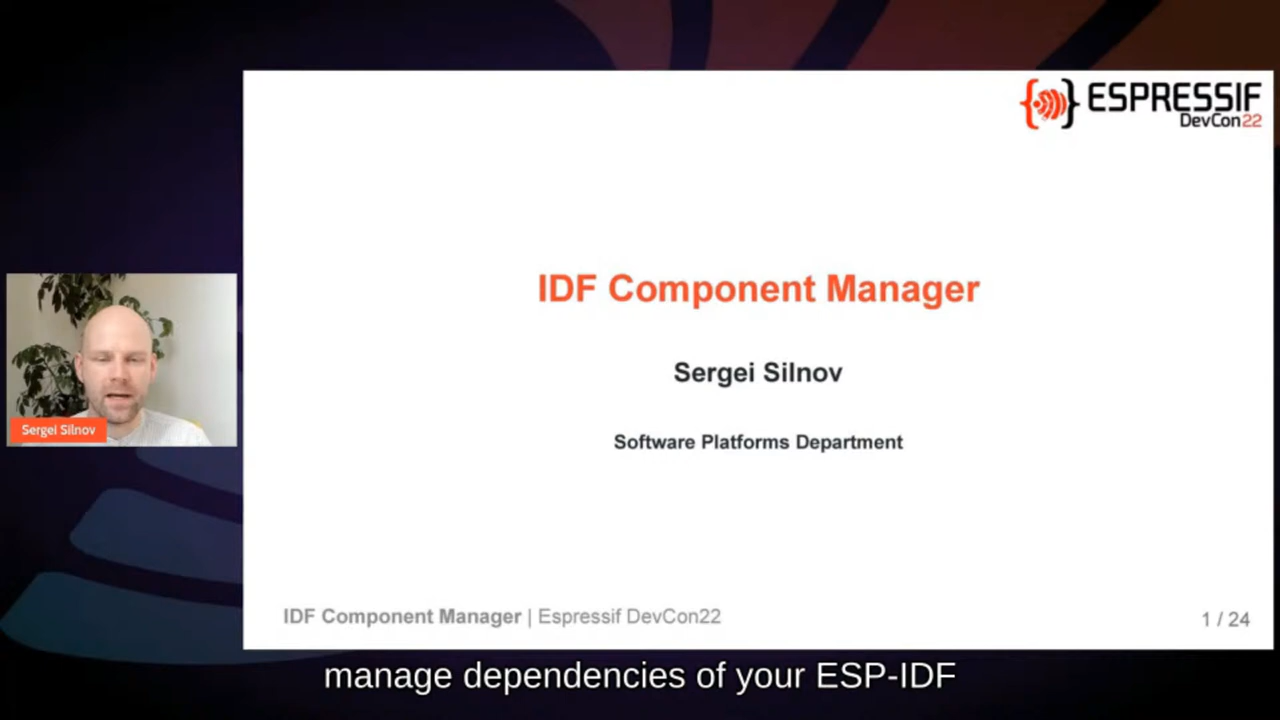 ESPRESSIF
DevCon22
IDF Component Manager
Sergei Silnov
Software Platforms Department
Sergei Silnov
IDF Component Manager | Espressif DevCon22
1 / 24
manage dependencies of your ESP-IDF